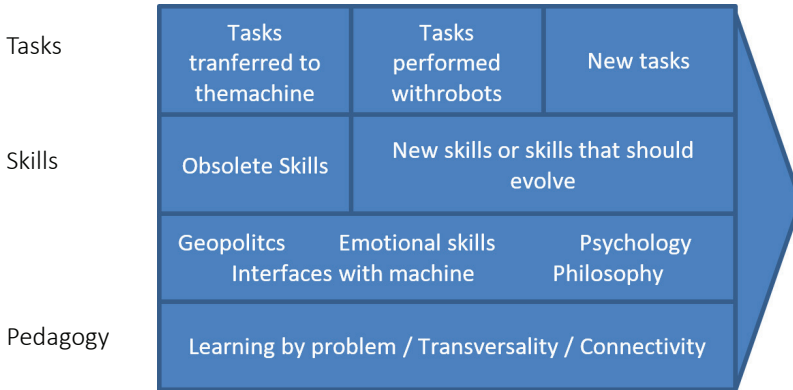 Tasks
Tasks
tranferred to
themachine
Tasks
performed
withrobots
New tasks
Skills
Obsolete Skills
New skills or skills that should
evolve
Geopolitcs Emotional skills Psychology
Interfaces with machine Philosophy
Pedagogy
Learning by problem / Transversality / Connectivity